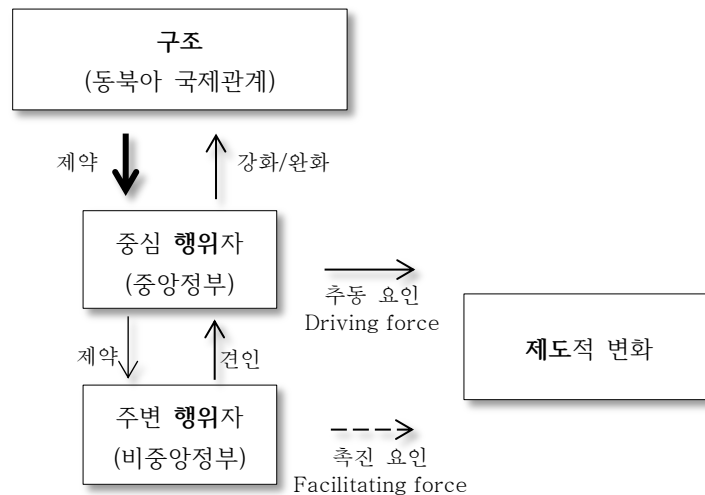 구조
(동북아 국제관계)
제약
강화/완화
중심 행위자
(중앙정부)
추동 요인
Driving force
제도적 변화
제약
견인
주변 행위자
(비중앙정부)
촉진 요인
Facilitating force